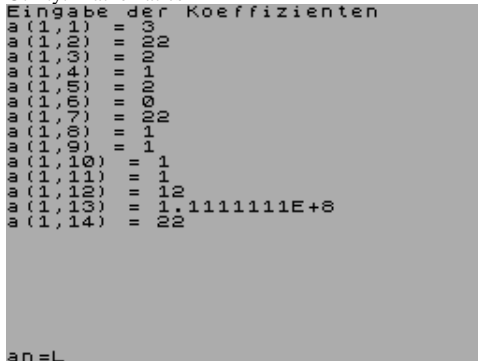 Eingabe der Koeffizienten
a(1,1) = 3
a(1,2) = 22
a(1,3) = 2
a(1,4) = 1
a(1,5) = 2
a(1,6) = 0
a(1,7) = 22
a(1,8) = 1
a(1,9) = 1
a(1,10) = 1
a(1,11) = 1
a(1,12) = 12
a(1,13) = 1.1111111E+8
a(1,14) = 22
an=L